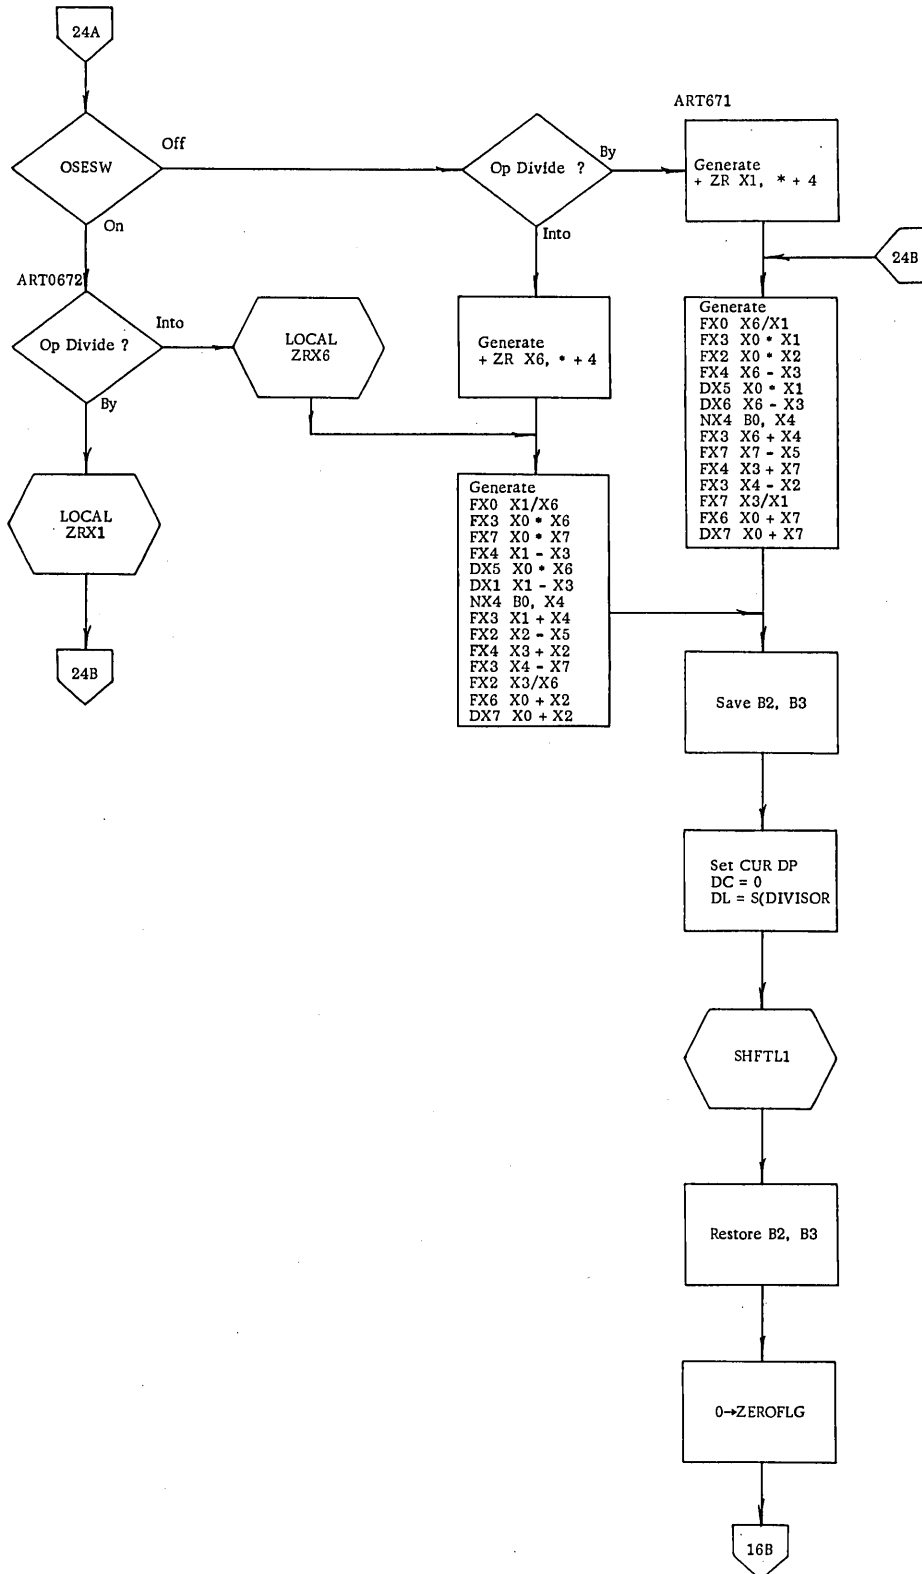 24A
OSESW
Off
On
Op Divide ?
By
Into
ART671
Generate
+ ZR X1, * + 4
24B
ART0672
Op Divide ?
Into
By
LOCAL
ZRX6
Generate
+ ZR X6, * + 4
Generate
FX0 X6/X1
FX3 X0 * X1
FX2 X0 * X2
FX4 X6 - X3
DX5 X0 * X1
DX6 X6 - X3
NX4 B0, X4
FX3 X6 + X4
FX7 X7 - X5
FX4 X3 + X7
FX3 X4 - X2
FX7 X3/X1
FX6 X0 + X7
DX7 X0 + X7
LOCAL
ZRX1
24B
Generate
FX0 X1/X6
FX3 X0 * X6
FX7 X0 * X7
FX4 X1 - X3
DX5 X0 * X6
DX1 X1 - X3
NX4 B0, X4
FX3 X1 + X4
FX2 X2 - X5
FX4 X3 + X2
FX3 X4 - X7
FX2 X3/X6
FX6 X0 + X2
DX7 X0 + X2
Save B2, B3
Set CUR DP
DC = 0
DL = S(DIVISOR
SHFTL1
Restore B2, B3
0→ZEROFLG
16B